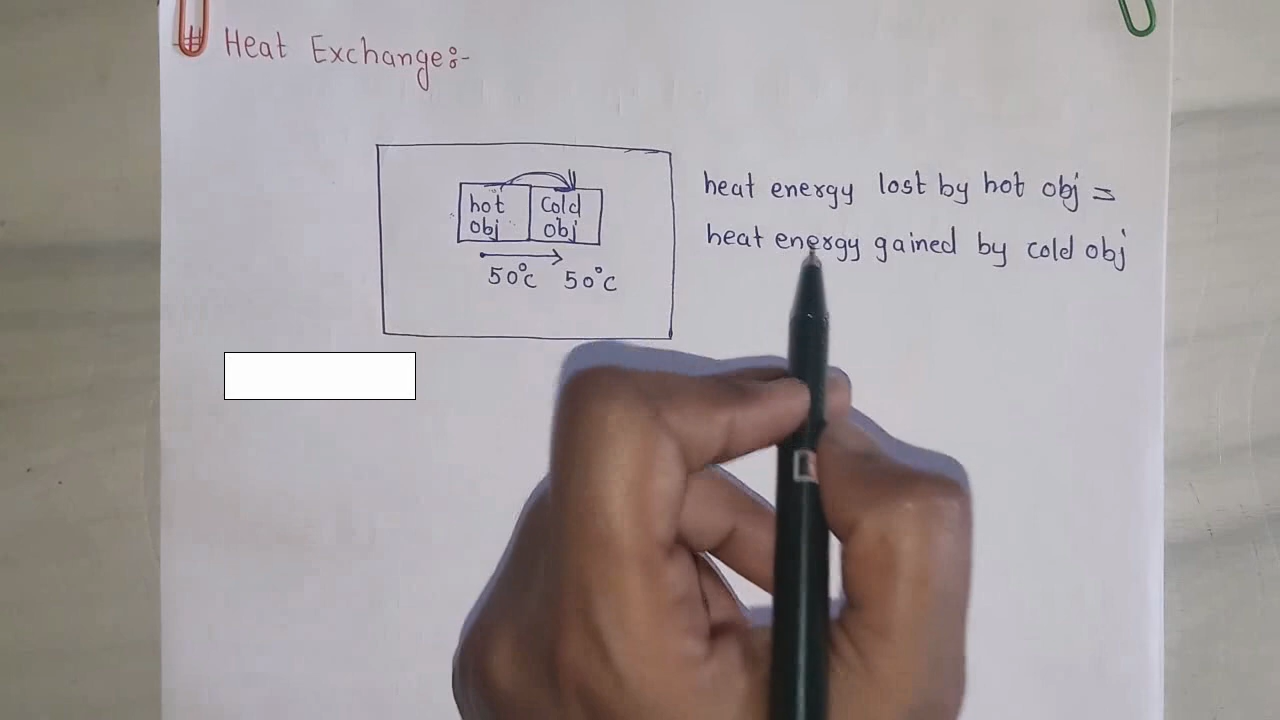 # Heat Exchange:-
hot obj
Cold obj
50°C 50°C
heat energy lost by hot obj =
heat energy gained by cold obj